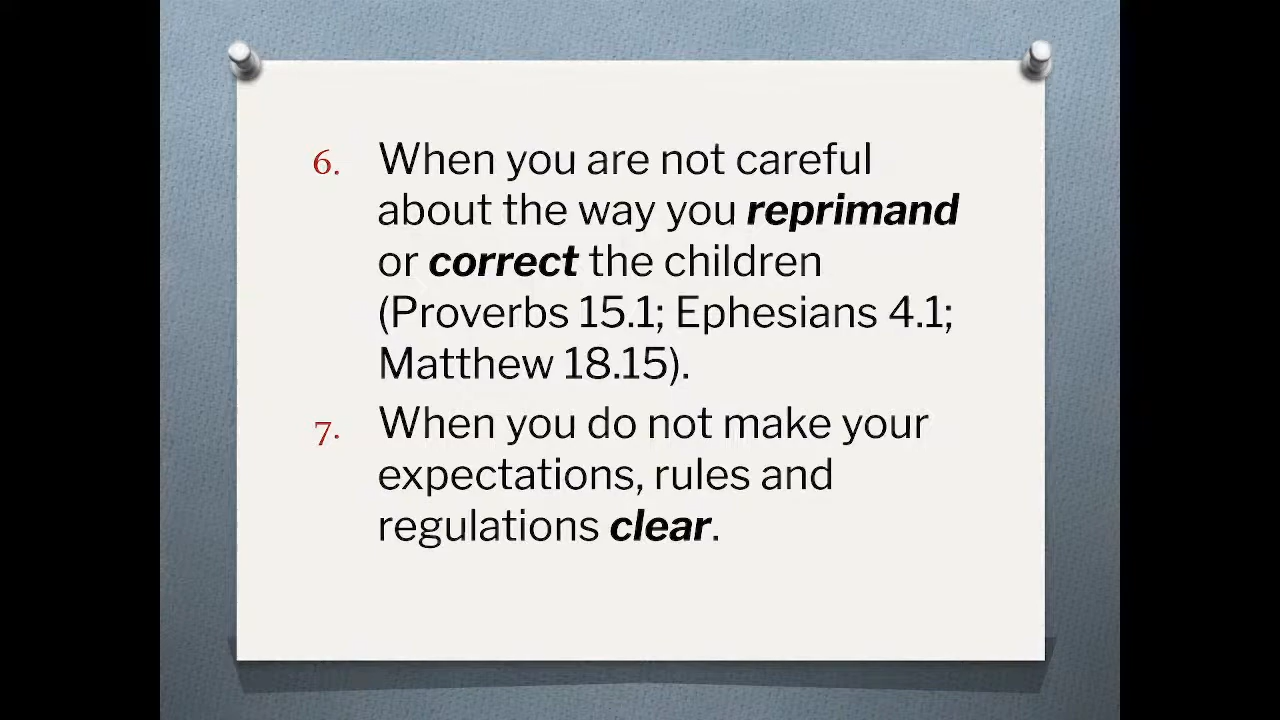 6. When you are not careful
about the way you reprimand
or correct the children
(Proverbs 15.1; Ephesians 4.1;
Matthew 18.15).
7. When you do not make your
expectations, rules and
regulations clear.